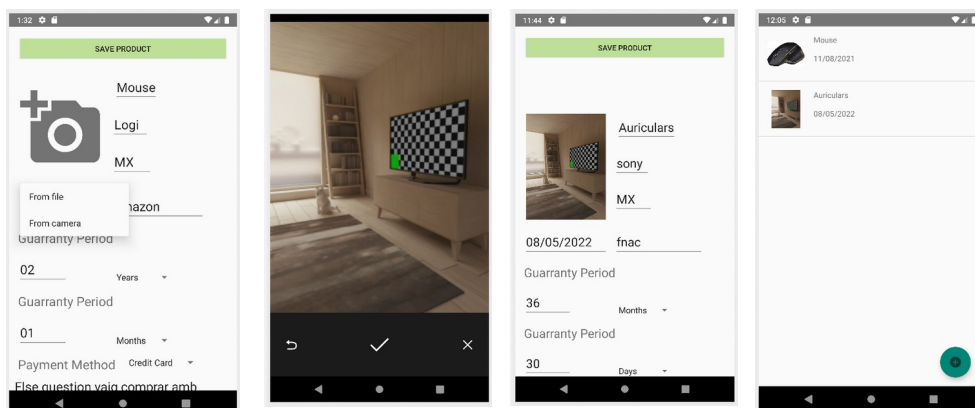 1:32
SAVE PRODUCT
Mouse
Logi
MX
From file
From camera
nazon
Guarranty Period
02 Years
Guarranty Period
01 Months
Payment Method Credit Card
Else question vaig comprar amb
11:44
SAVE PRODUCT
Auriculars
sony
MX
08/05/2022 fnac
Guarranty Period
36 Months
Guarranty Period
30 Days
12:05
Mouse
11/08/2021
Auriculars
08/05/2022